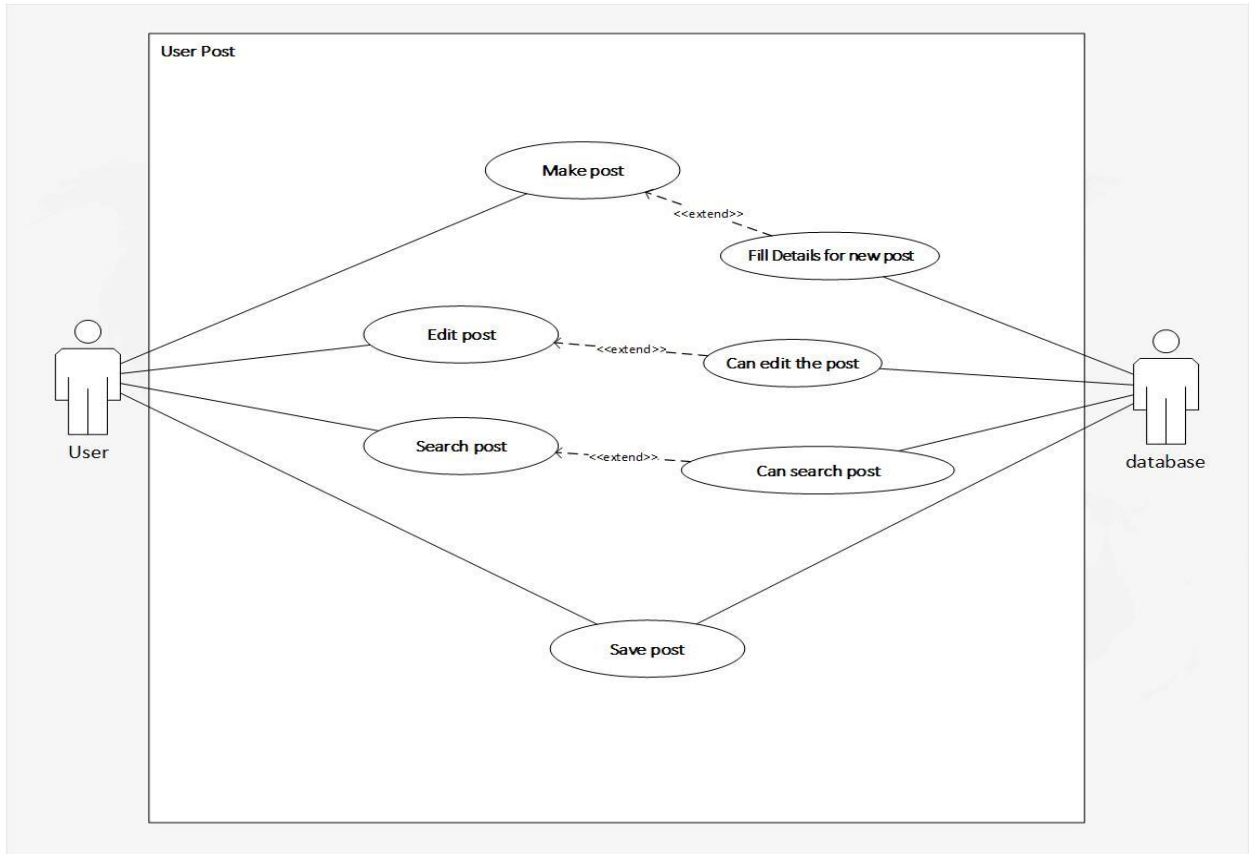 User Post
Make post
<<extend>>
Fill Details for new post
Edit post
<<extend>>
Can edit the post
Search post
<<extend>>
Can search post
User
database
Save post